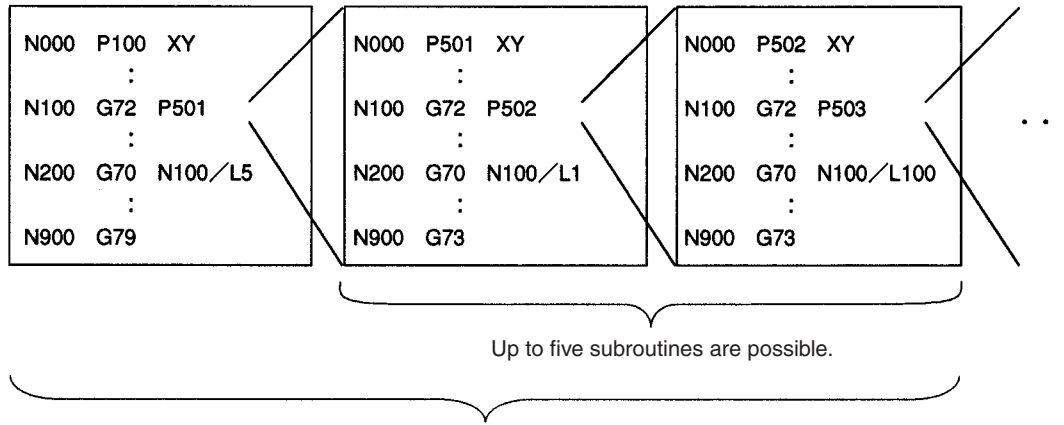 N000 P100 XY
:
N100 G72 P501
:
N200 G70 N100/L5
:
N900 G79
N000 P501 XY
:
N100 G72 P502
:
N200 G70 N100/L1
:
N900 G73
N000 P502 XY
:
N100 G72 P503
:
N200 G70 N100/L100
:
N900 G73
. .
Up to five subroutines are possible.